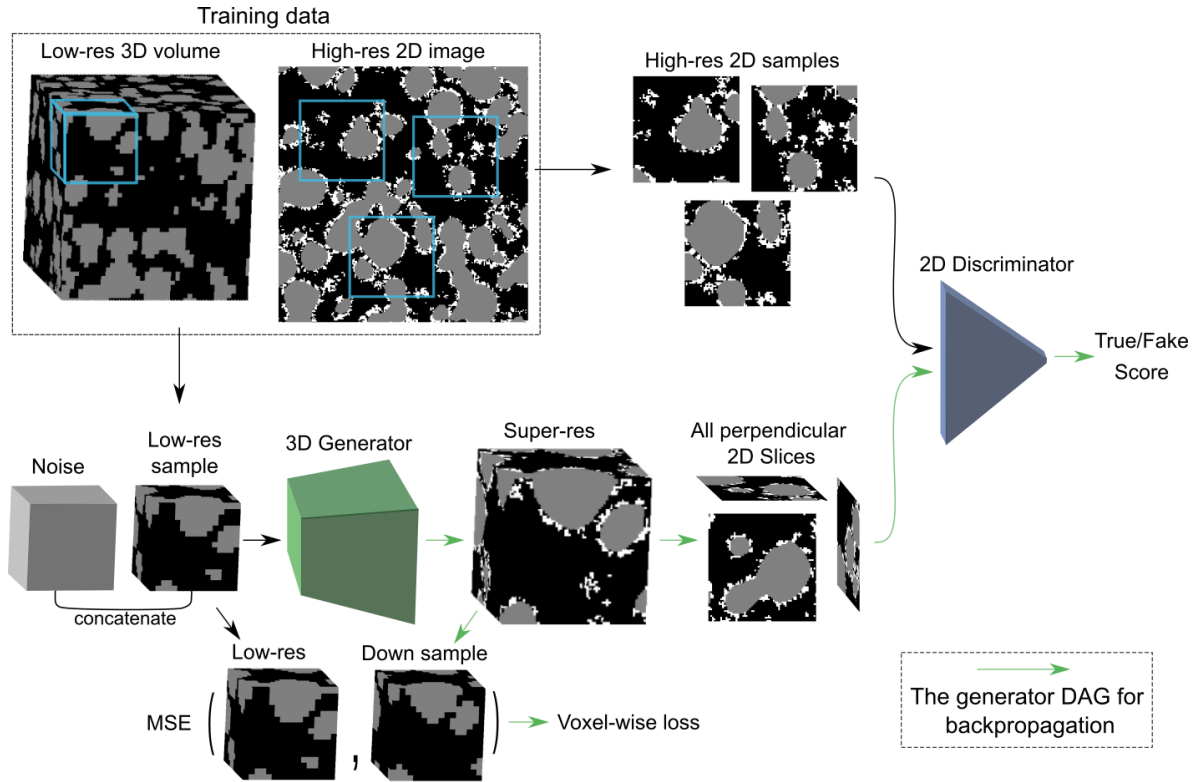 Training data
Low-res 3D volume
High-res 2D image
High-res 2D samples
2D Discriminator
True/Fake
Score
Noise
Low-res
sample
3D Generator
Super-res
All perpendicular
2D Slices
concatenate
Low-res
Down sample
MSE
,
Voxel-wise loss
The generator DAG for
backpropagation